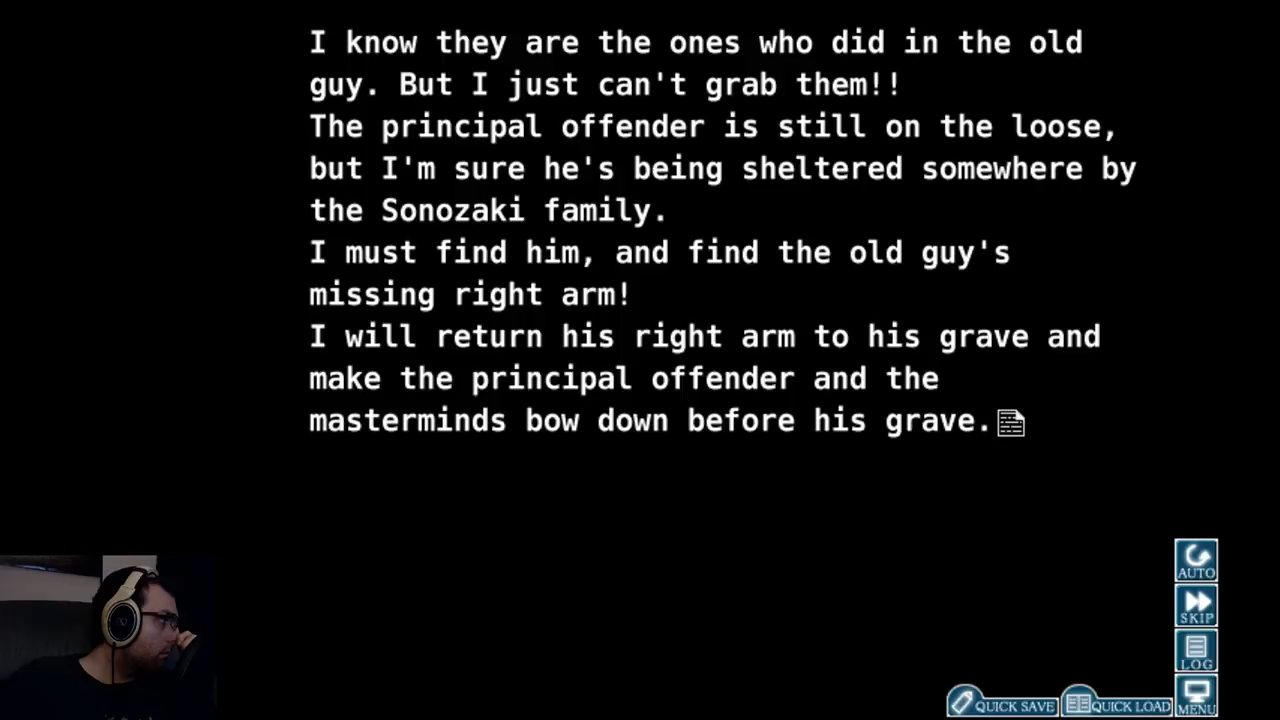 I know they are the ones who did in the old
guy. But I just can't grab them!!
The principal offender is still on the loose,
but I'm sure he's being sheltered somewhere by
the Sonozaki family.
I must find him, and find the old guy's
missing right arm!
I will return his right arm to his grave and
make the principal offender and the
masterminds bow down before his grave.
AUTO
SKIP
LOG
QUICK SAVE
QUICK LOAD
MENU